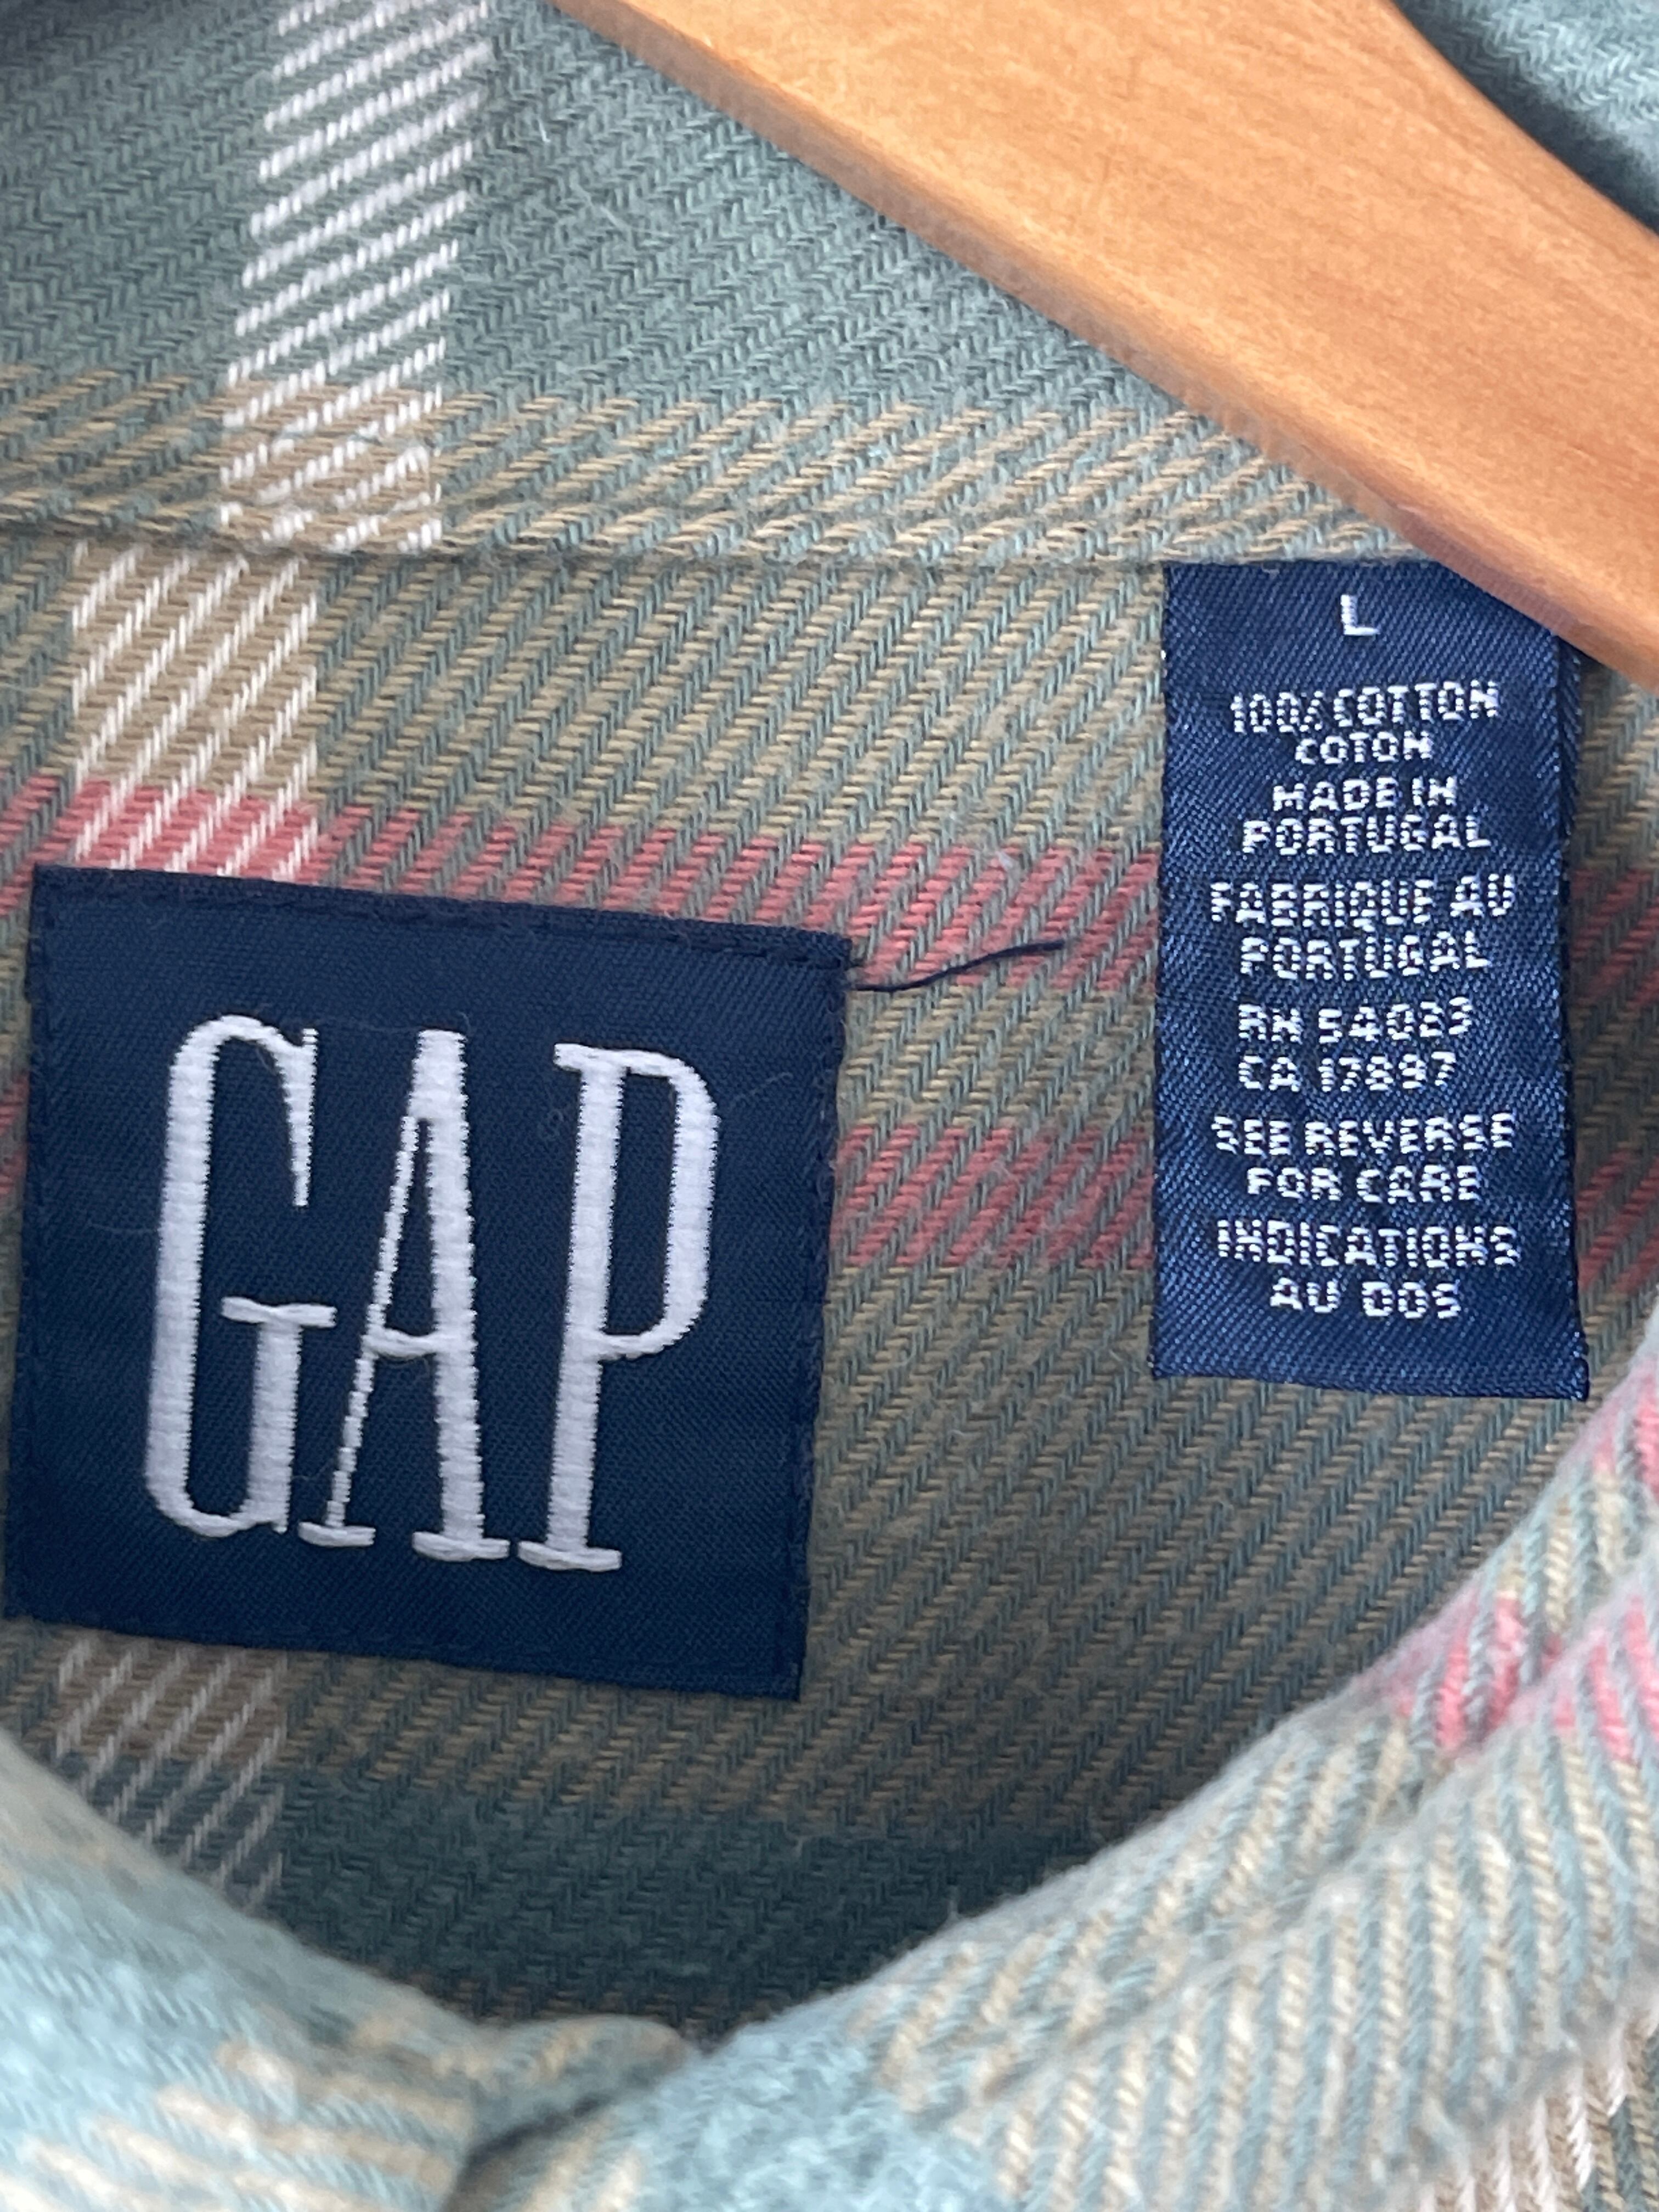 GAP
L
100% COTTON
COTON
MADE IN
PORTUGAL
FABRIQUE AU
PORTUGAL
RN 54023
CA 17897
SEE REVERSE
FOR CARE
INDICATIONS
AU DOS